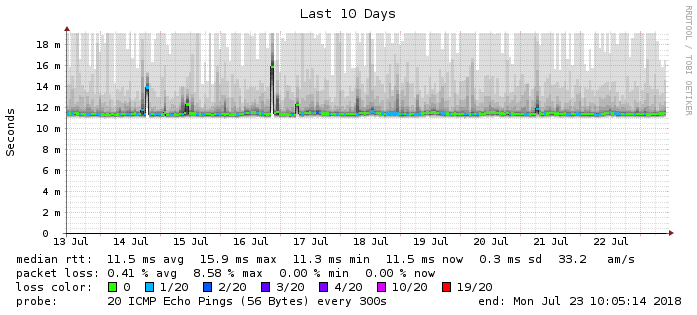 Last 10 Days
RRDTOOL / TOBI OETIKER
Seconds
18 m
16 m
14 m
12 m
10 m
8 m
6 m
4 m
2 m
0
13 Jul 14 Jul 15 Jul 16 Jul 17 Jul 18 Jul 19 Jul 20 Jul 21 Jul 22 Jul
median rtt: 11.5 ms avg 15.9 ms max 11.3 ms min 11.5 ms now 0.3 ms sd 33.2 am/s
packet loss: 0.41 % avg 8.58 % max 0.00 % min 0.00 % now
loss color: 0 1/20 2/20 3/20 4/20 10/20 19/20
probe: 20 ICMP Echo Pings (56 Bytes) every 300s end: Mon Jul 23 10:05:14 2018